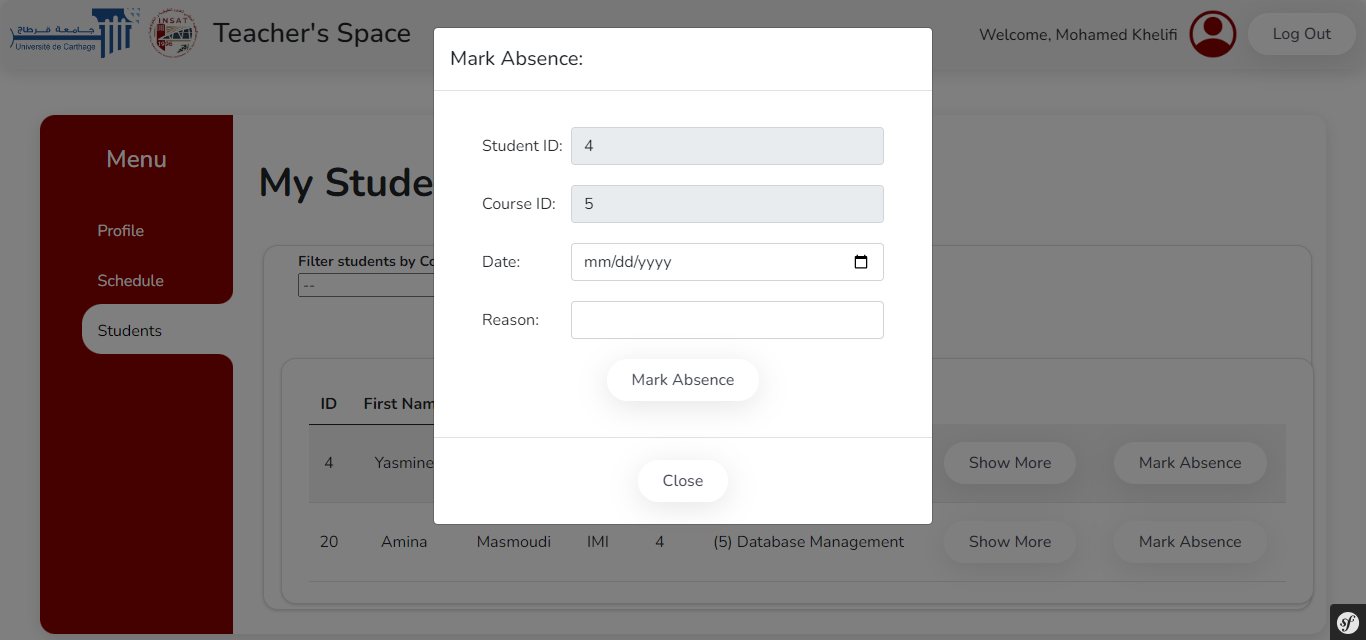 جامعة قرطاج
Université de Carthage
INSAT
1996
Teacher's Space
Welcome, Mohamed Khelifi
Log Out
Menu
Profile
Schedule
Students
My Stude
Filter students by Co
--
ID First Nam
4 Yasmine Show More Mark Absence
20 Amina Masmoudi IMI 4 (5) Database Management Show More Mark Absence
Mark Absence:
Student ID: 4
Course ID: 5
Date: mm/dd/yyyy
Reason:
Mark Absence
Close
sf